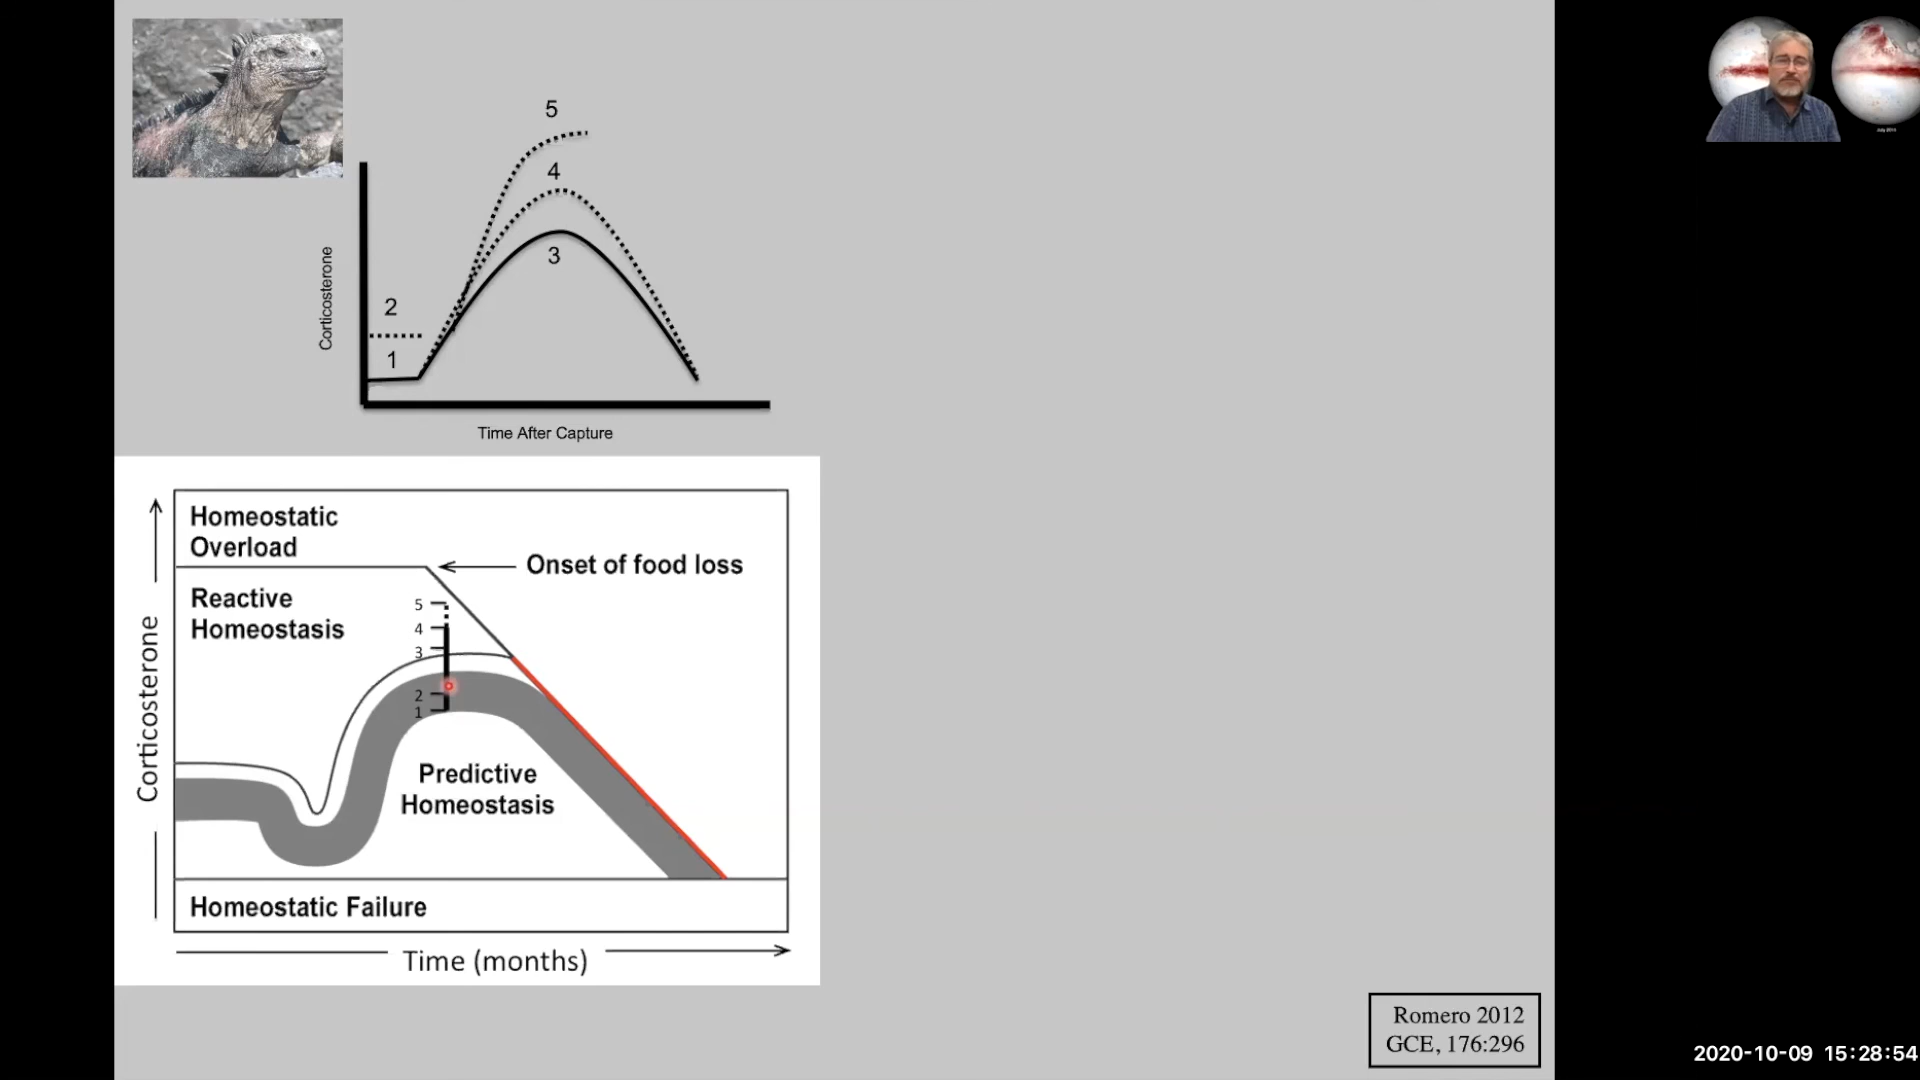 5
4
3
2
1
Corticosterone
Time After Capture
Homeostatic
Overload
Onset of food loss
Reactive
Homeostasis
5
4
3
2
1
Corticosterone
Predictive
Homeostasis
Homeostatic Failure
Time (months)
Romero 2012
GCE, 176:296
2020-10-09 15:28:54